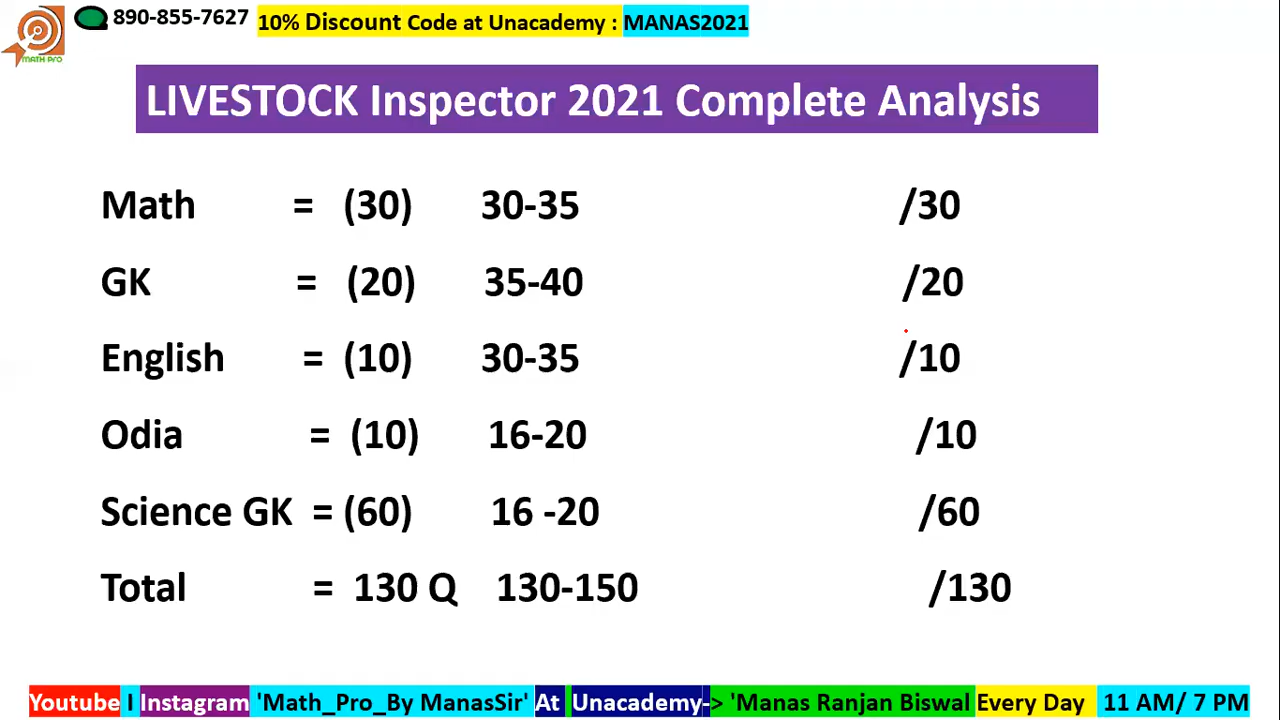 890-855-7627 10% Discount Code at Unacademy : MANAS2021
MATH PRO
LIVESTOCK Inspector 2021 Complete Analysis
Math = (30) 30-35 /30
GK = (20) 35-40 /20
English = (10) 30-35 /10
Odia = (10) 16-20 /10
Science GK = (60) 16 -20 /60
Total = 130 Q 130-150 /130
Youtube I Instagram 'Math_Pro_By ManasSir' At Unacademy-> 'Manas Ranjan Biswal Every Day 11 AM/ 7 PM